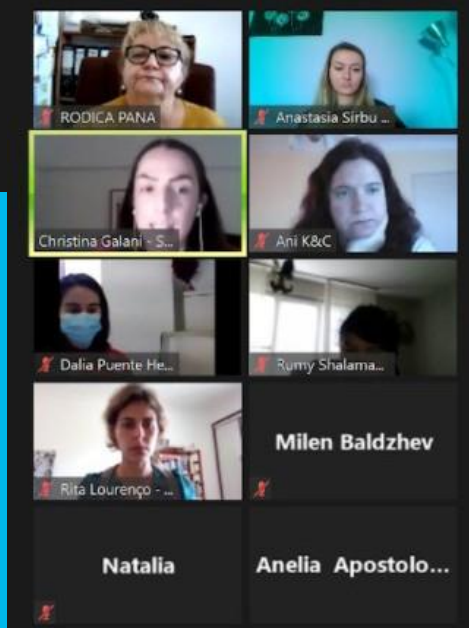 RODICA PANA
Anastasia Sirbu ...
Christina Galani - S...
Ani K&C
Dalia Puente He...
Rumy Shalama...
Rita Lourenço - ...
Milen Baldzhev
Natalia
Anelia Apostolo...